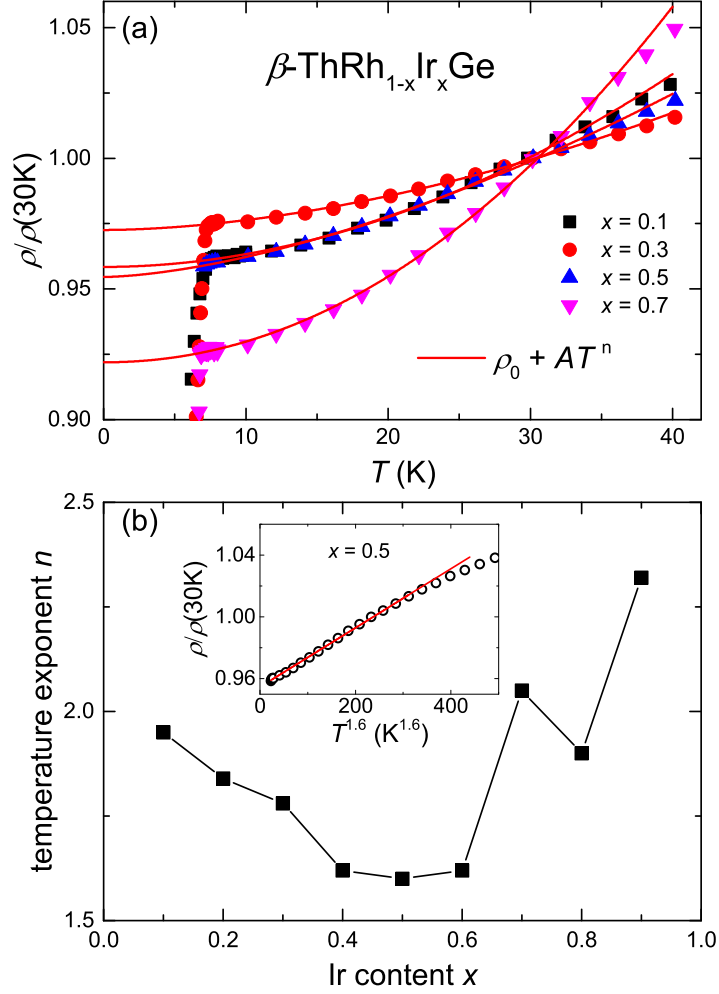 (a)
β-ThRh1-xIrxGe
1.05
1.00
0.95
0.90
ρ/ρ(30K)
x = 0.1
x = 0.3
x = 0.5
x = 0.7
ρ0 + AT n
0 10 20 30 40
T (K)
(b)
2.5
2.0
1.5
temperature exponent n
x = 0.5
1.04
1.00
0.96
ρ/ρ(30K)
0 200 400
T1.6 (K1.6)
0.0 0.2 0.4 0.6 0.8 1.0
Ir content x